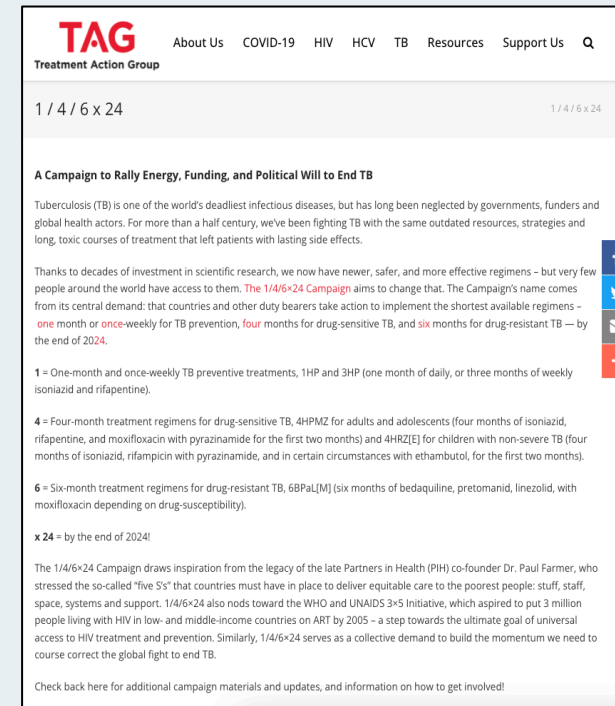 TAG
Treatment Action Group
About Us COVID-19 HIV HCV TB Resources Support Us
1 / 4 / 6 x 24
1 / 4 / 6 x 24
A Campaign to Rally Energy, Funding, and Political Will to End TB
Tuberculosis (TB) is one of the world's deadliest infectious diseases, but has long been neglected by governments, funders and
global health actors. For more than a half century, we've been fighting TB with the same outdated resources, strategies and
long, toxic courses of treatment that left patients with lasting side effects.
Thanks to decades of investment in scientific research, we now have newer, safer, and more effective regimens – but very few
people around the world have access to them. The 1/4/6×24 Campaign aims to change that. The Campaign's name comes
from its central demand: that countries and other duty bearers take action to implement the shortest available regimens –
one month or once-weekly for TB prevention, four months for drug-sensitive TB, and six months for drug-resistant TB — by
the end of 2024.
1 = One-month and once-weekly TB preventive treatments, 1HP and 3HP (one month of daily, or three months of weekly
isoniazid and rifapentine).
4 = Four-month treatment regimens for drug-sensitive TB, 4HPMZ for adults and adolescents (four months of isoniazid,
rifapentine, and moxifloxacin with pyrazinamide for the first two months) and 4HRZ[E] for children with non-severe TB (four
months of isoniazid, rifampicin with pyrazinamide, and in certain circumstances with ethambutol, for the first two months).
6 = Six-month treatment regimens for drug-resistant TB, 6BPaL[M] (six months of bedaquiline, pretomanid, linezolid, with
moxifloxacin depending on drug-susceptibility).
x 24 = by the end of 2024!
The 1/4/6×24 Campaign draws inspiration from the legacy of the late Partners in Health (PIH) co-founder Dr. Paul Farmer, who
stressed the so-called "five S's" that countries must have in place to deliver equitable care to the poorest people: stuff, staff,
space, systems and support. 1/4/6×24 also nods toward the WHO and UNAIDS 3×5 Initiative, which aspired to put 3 million
people living with HIV in low- and middle-income countries on ART by 2005 – a step towards the ultimate goal of universal
access to HIV treatment and prevention. Similarly, 1/4/6×24 serves as a collective demand to build the momentum we need to
course correct the global fight to end TB.
Check back here for additional campaign materials and updates, and information on how to get involved!